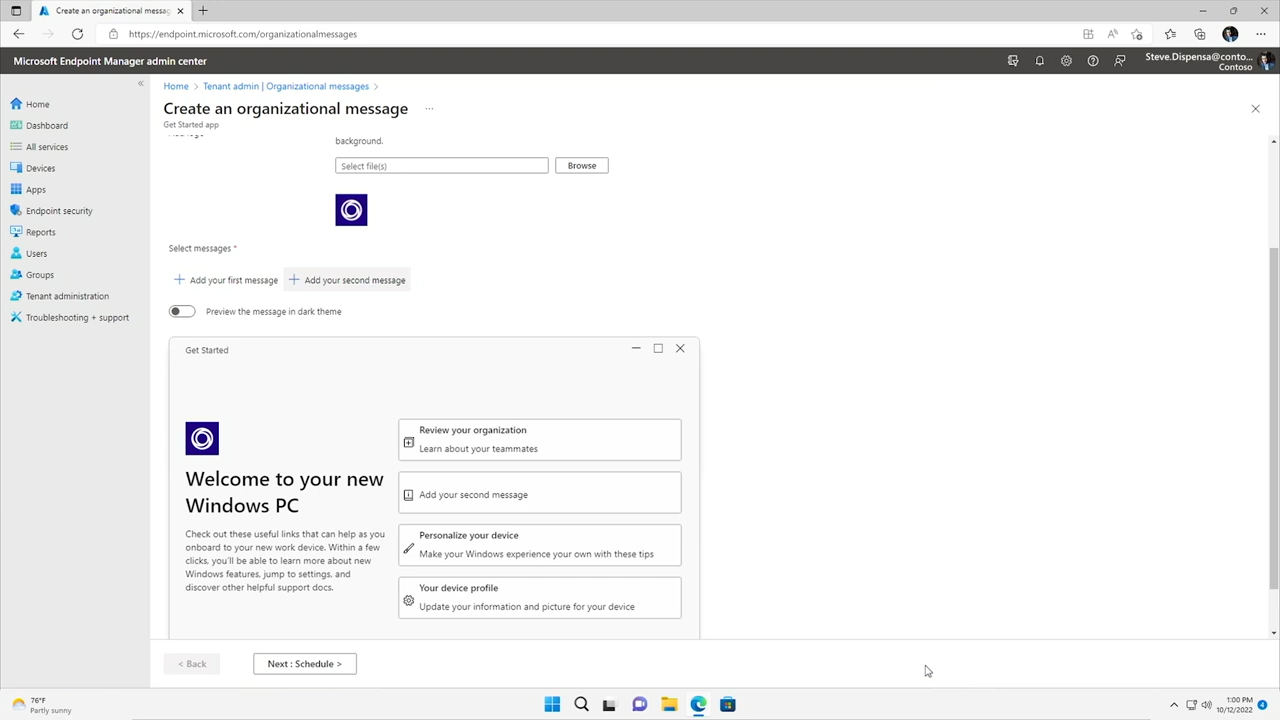 Create an organizational messag
https://endpoint.microsoft.com/organizationalmessages
Microsoft Endpoint Manager admin center
Steve.Dispensa@conto...
Contoso
Home
Dashboard
All services
Devices
Apps
Endpoint security
Reports
Users
Groups
Tenant administration
Troubleshooting + support
Home > Tenant admin | Organizational messages >
Create an organizational message ...
Get Started app
background.
Select file(s)
Browse
Select messages *
Add your first message
Add your second message
Preview the message in dark theme
Get Started
Welcome to your new
Windows PC
Check out these useful links that can help as you
onboard to your new work device. Within a few
clicks, you'll be able to learn more about new
Windows features, jump to settings, and
discover other helpful support docs.
Review your organization
Learn about your teammates
Add your second message
Personalize your device
Make your Windows experience your own with these tips
Your device profile
Update your information and picture for your device
< Back
Next : Schedule >
76°F
Partly sunny
1:00 PM
10/12/2022
4